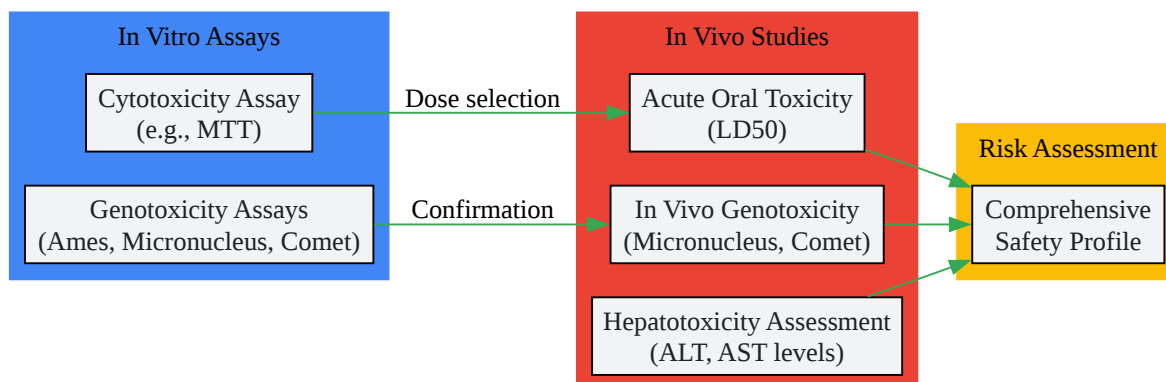 In Vitro Assays
Cytotoxicity Assay
(e.g., MTT)
Genotoxicity Assays
(Ames, Micronucleus, Comet)
Dose selection
Confirmation
In Vivo Studies
Acute Oral Toxicity
(LD50)
In Vivo Genotoxicity
(Micronucleus, Comet)
Hepatotoxicity Assessment
(ALT, AST levels)
Risk Assessment
Comprehensive
Safety Profile